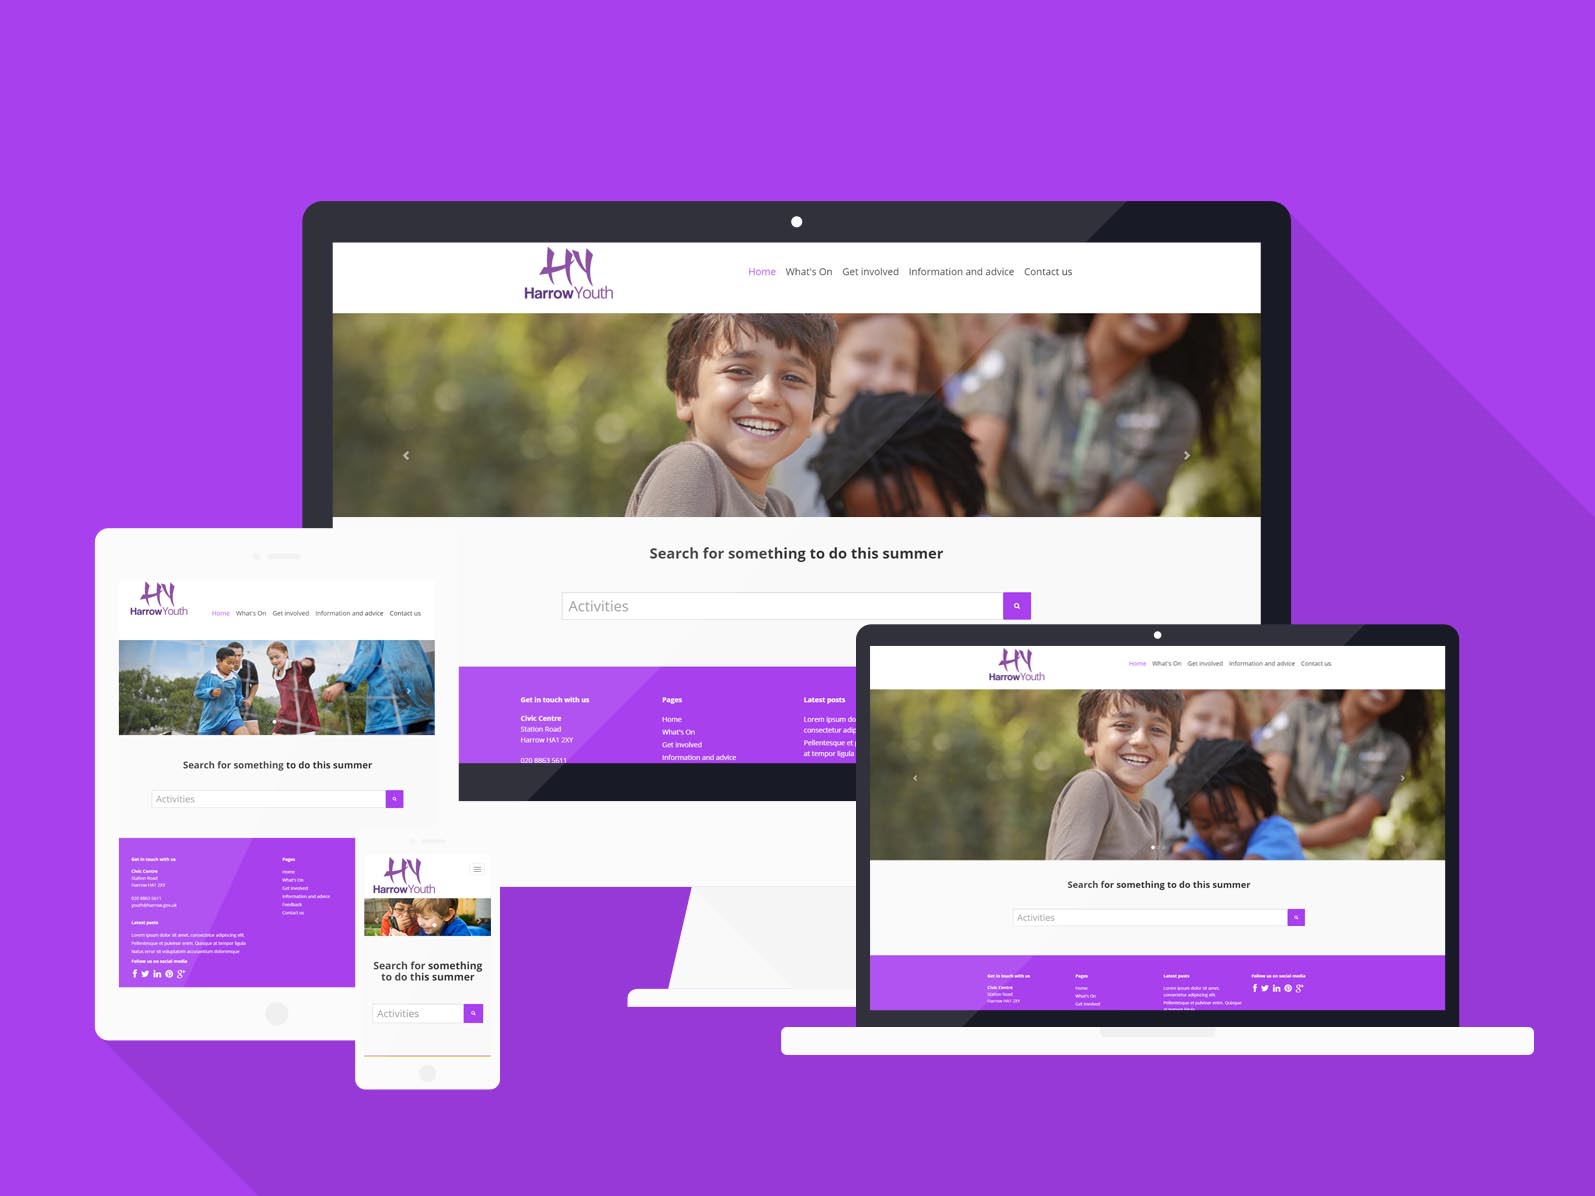 HY
HarrowYouth
Home What's On Get involved Information and advice Contact us
Search for something to do this summer
Activities
Get in touch with us
Civic Centre
Station Road
Harrow HA1 2XY
020 8863 5611
Pages
Home
What's On
Get involved
Information and advice
Latest posts
Lorem ipsum do
consectetur adip
Pellentesque et p
at tempor ligula
HY
HarrowYouth
Home What's On Get involved Information and advice Contact us
Search for something to do this summer
Activities
Get in touch with us
Civic Centre
Station Road
Harrow HA1 2XY
020 8863 5611
youth@harrow.gov.uk
Pages
Home
What's On
Get involved
Information and advice
Feedback
Contact us
Latest posts
Lorem ipsum dolor sit amet, consectetur adipiscing elit.
Pellentesque et pulvinar enim. Quisque at tempor ligula
Natus error sit voluptatem accusantium doloremque
Follow us on social media
HY
HarrowYouth
Search for something
to do this summer
Activities
HY
HarrowYouth
Home What's On Get involved Information and advice Contact us
Search for something to do this summer
Activities
Get in touch with us
Civic Centre
Station Road
Harrow HA1 2XY
Pages
Home
What's On
Get involved
Latest posts
Lorem ipsum dolor sit amet,
consectetur adipiscing elit.
Pellentesque et pulvinar enim. Quisque
at tempor ligula
Follow us on social media